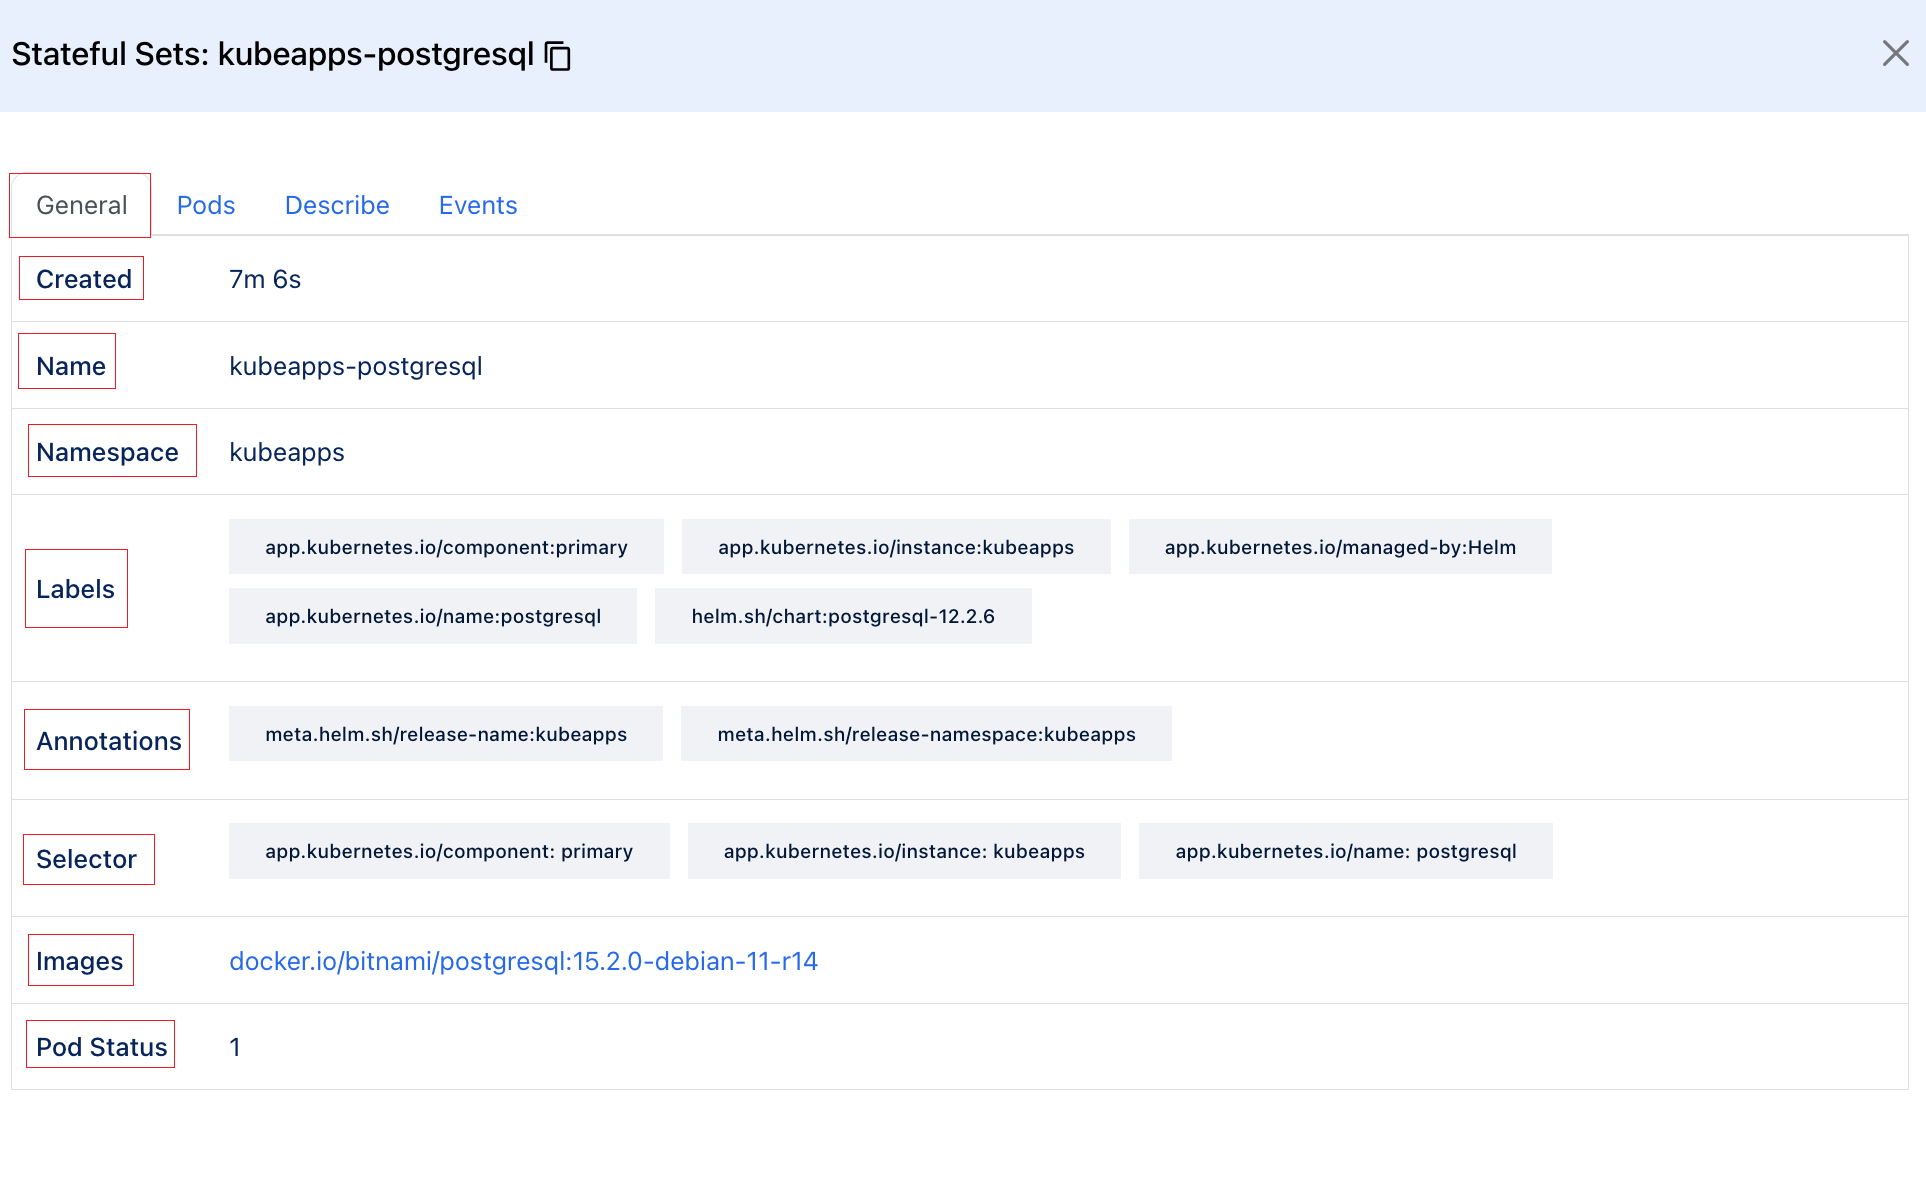 Stateful Sets: kubeapps-postgresql
General Pods Describe Events
Created 7m 6s
Name kubeapps-postgresql
Namespace kubeapps
Labels
app.kubernetes.io/component:primary app.kubernetes.io/instance:kubeapps app.kubernetes.io/managed-by:Helm
app.kubernetes.io/name:postgresql helm.sh/chart:postgresql-12.2.6
Annotations meta.helm.sh/release-name:kubeapps meta.helm.sh/release-namespace:kubeapps
Selector app.kubernetes.io/component: primary app.kubernetes.io/instance: kubeapps app.kubernetes.io/name: postgresql
Images docker.io/bitnami/postgresql:15.2.0-debian-11-r14
Pod Status 1